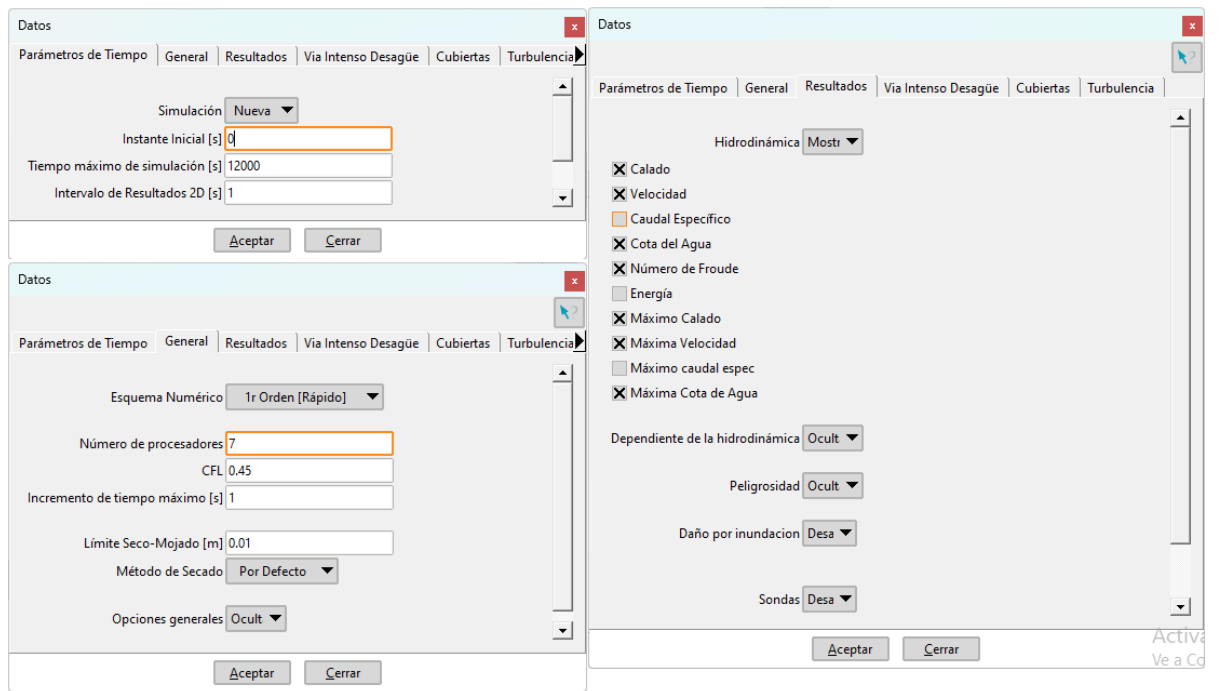 Datos
x
Parámetros de Tiempo General Resultados Via Intenso Desagüe Cubiertas Turbulencia
Simulación Nueva
Instante Inicial [s] 0
Tiempo máximo de simulación [s] 12000
Intervalo de Resultados 2D [s] 1
Aceptar Cerrar
Datos
x
?
Parámetros de Tiempo General Resultados Via Intenso Desagüe Cubiertas Turbulencia
Esquema Numérico 1r Orden [Rápido]
Número de procesadores 7
CFL 0.45
Incremento de tiempo máximo [s] 1
Límite Seco-Mojado [m] 0.01
Método de Secado Por Defecto
Opciones generales Ocult
Aceptar Cerrar
Datos
x
?
Parámetros de Tiempo General Resultados Via Intenso Desagüe Cubiertas Turbulencia
Hidrodinámica Mostr
Calado
Velocidad
Caudal Específico
Cota del Agua
Número de Froude
Energía
Máximo Calado
Máxima Velocidad
Máximo caudal espec
Máxima Cota de Agua
Dependiente de la hidrodinámica Ocult
Peligrosidad Ocult
Daño por inundacion Desa
Sondas Desa
Aceptar Cerrar
Activa
Ve a Co